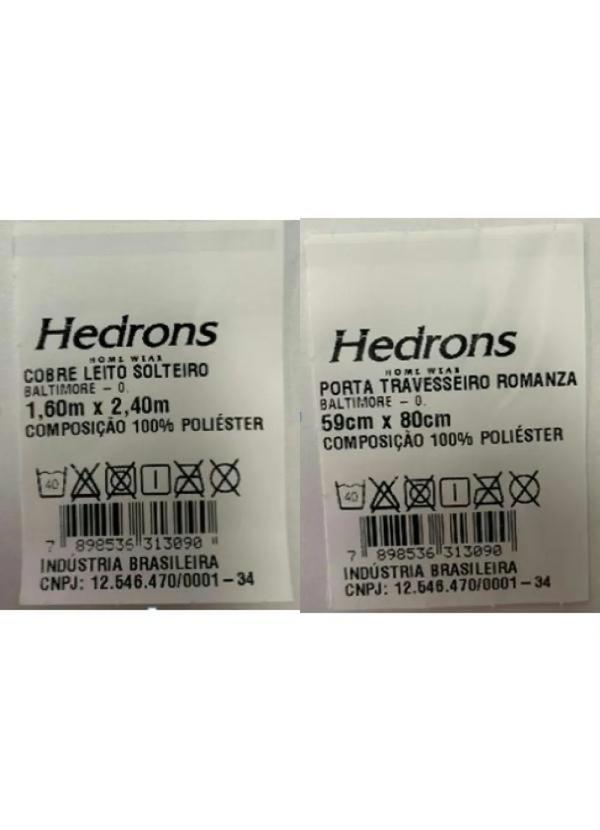 Hedrons
HOME WEAR
COBRE LEITO SOLTEIRO
BALTIMORE - 0.
1,60m x 2,40m
COMPOSIÇÃO 100% POLIÉSTER
40
7 898536 313090
INDÚSTRIA BRASILEIRA
CNPJ: 12.546.470/0001-34
Hedrons
HOME WEAR
PORTA TRAVESSEIRO ROMANZA
BALTIMORE - 0.
59cm x 80cm
COMPOSIÇÃO 100% POLIÉSTER
40
7 898536 313090
INDÚSTRIA BRASILEIRA
CNPJ: 12.546.470/0001-34